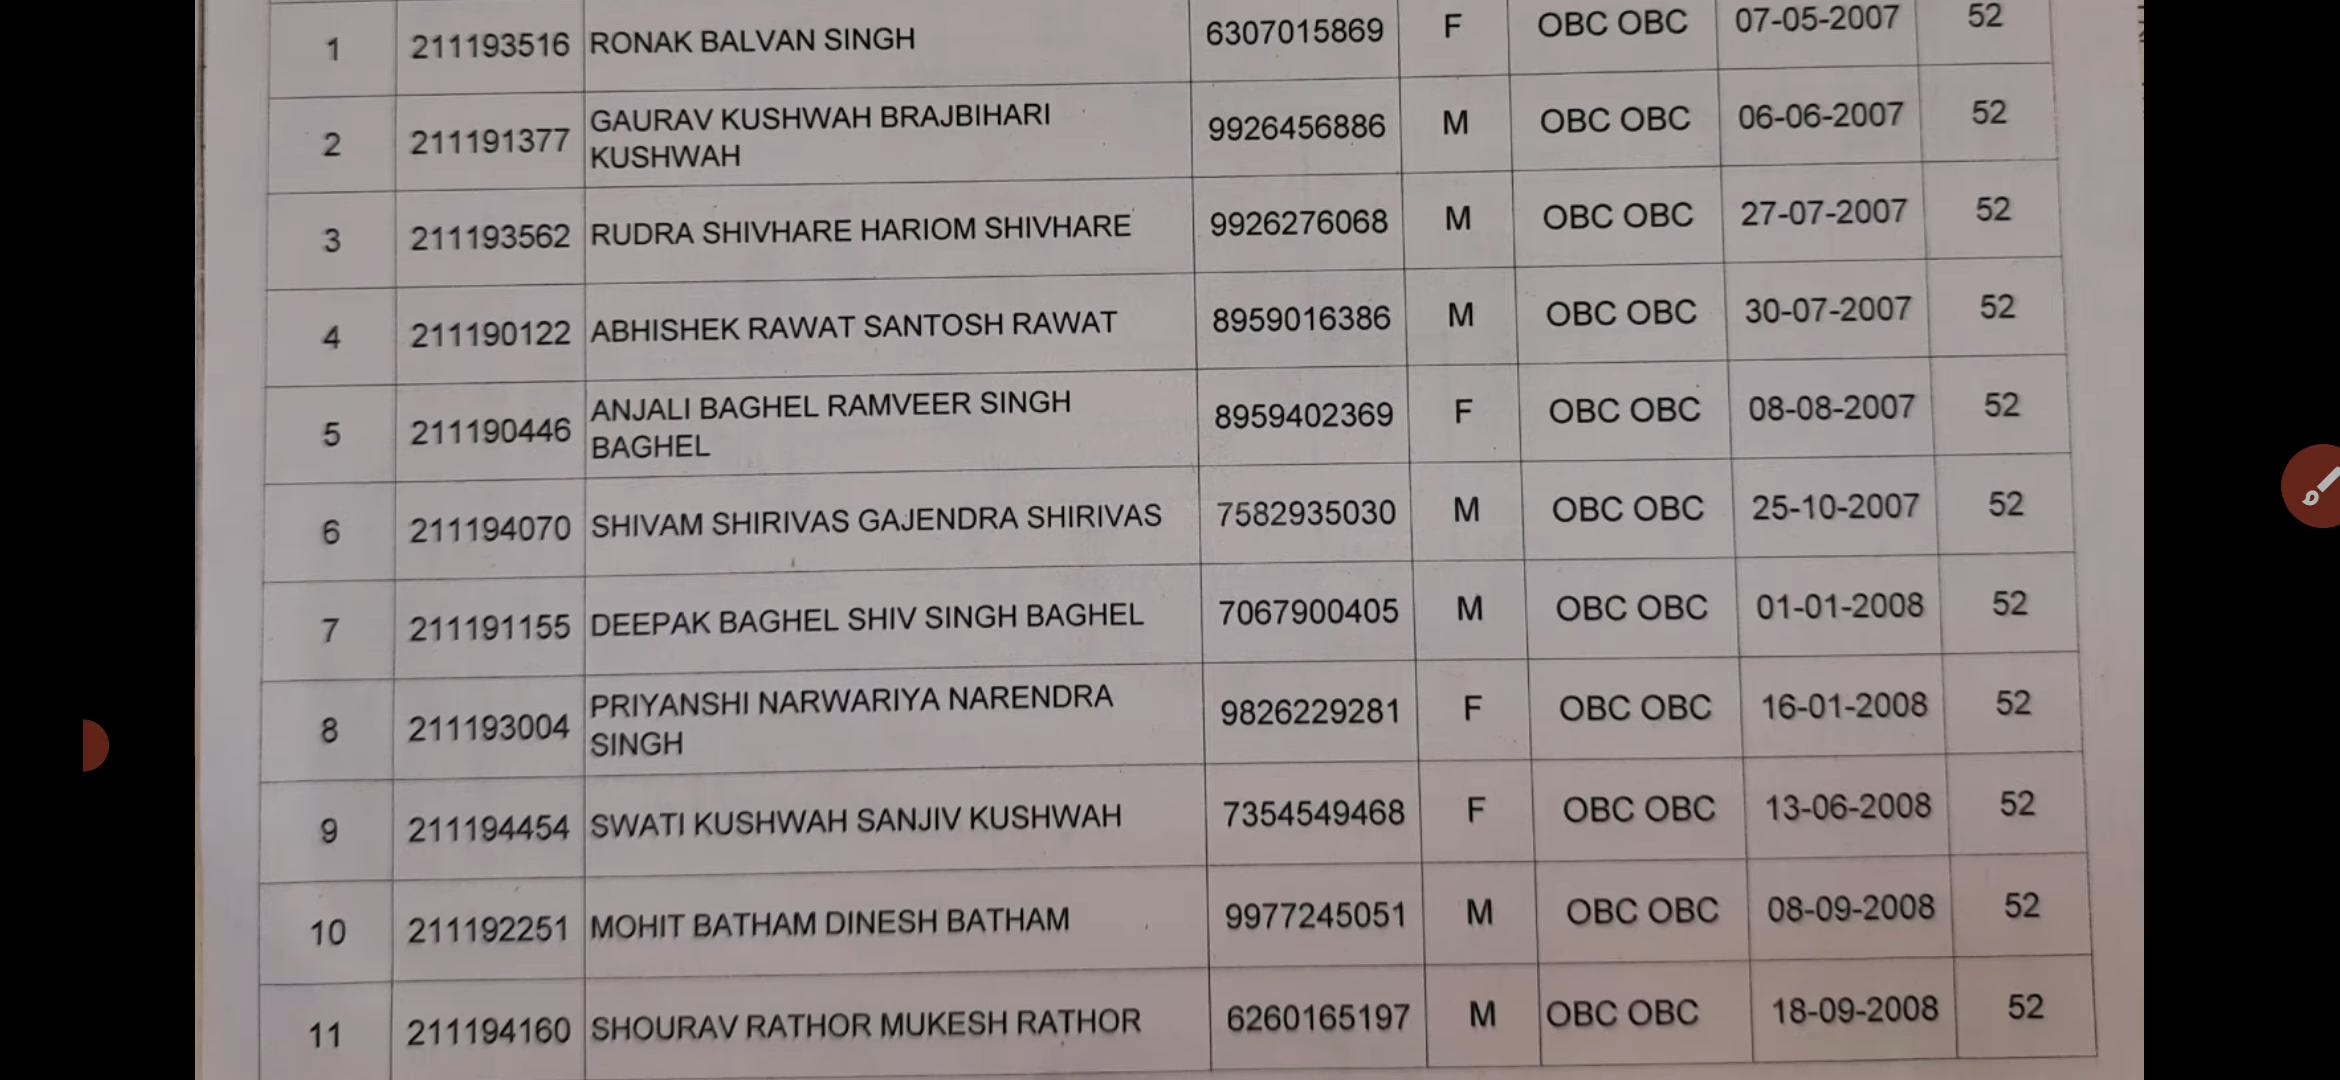 1 211193516 RONAK BALVAN SINGH 6307015869 F OBC OBC 07-05-2007 52
2 211191377 GAURAV KUSHWAH BRAJBIHARI KUSHWAH 9926456886 M OBC OBC 06-06-2007 52
3 211193562 RUDRA SHIVHARE HARIOM SHIVHARE 9926276068 M OBC OBC 27-07-2007 52
4 211190122 ABHISHEK RAWAT SANTOSH RAWAT 8959016386 M OBC OBC 30-07-2007 52
5 211190446 ANJALI BAGHEL RAMVEER SINGH BAGHEL 8959402369 F OBC OBC 08-08-2007 52
6 211194070 SHIVAM SHIRIVAS GAJENDRA SHIRIVAS 7582935030 M OBC OBC 25-10-2007 52
7 211191155 DEEPAK BAGHEL SHIV SINGH BAGHEL 7067900405 M OBC OBC 01-01-2008 52
8 211193004 PRIYANSHI NARWARIYA NARENDRA SINGH 9826229281 F OBC OBC 16-01-2008 52
9 211194454 SWATI KUSHWAH SANJIV KUSHWAH 7354549468 F OBC OBC 13-06-2008 52
10 211192251 MOHIT BATHAM DINESH BATHAM 9977245051 M OBC OBC 08-09-2008 52
11 211194160 SHOURAV RATHOR MUKESH RATHOR 6260165197 M OBC OBC 18-09-2008 52